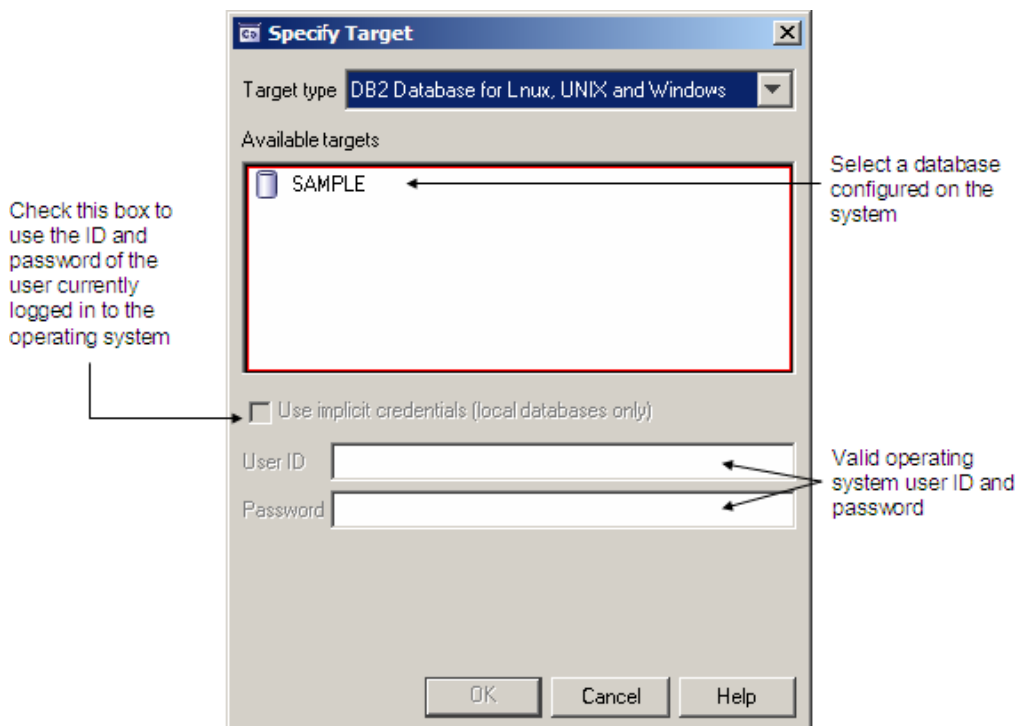 Specify Target
Target type DB2 Database for Lnux, UNIX and Windows
Available targets
SAMPLE
Select a database
configured on the
system
Check this box to
use the ID and
password of the
user currently
logged in to the
operating system
Use implicit credentials (local databases only)
User ID
Password
Valid operating
system user ID and
password
OK
Cancel
Help